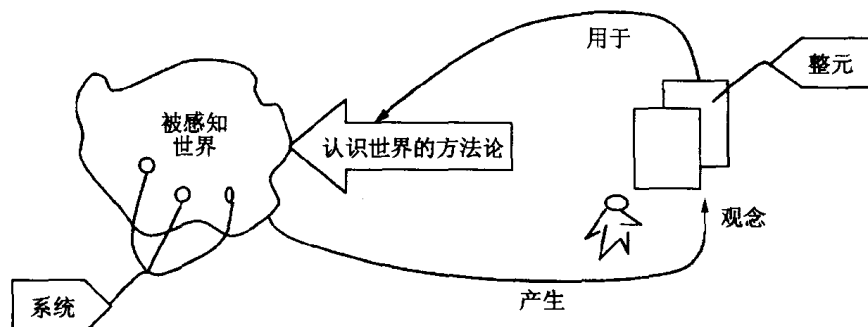 用于
整元
被感知
世界
认识世界的方法论
观念
系统
产生